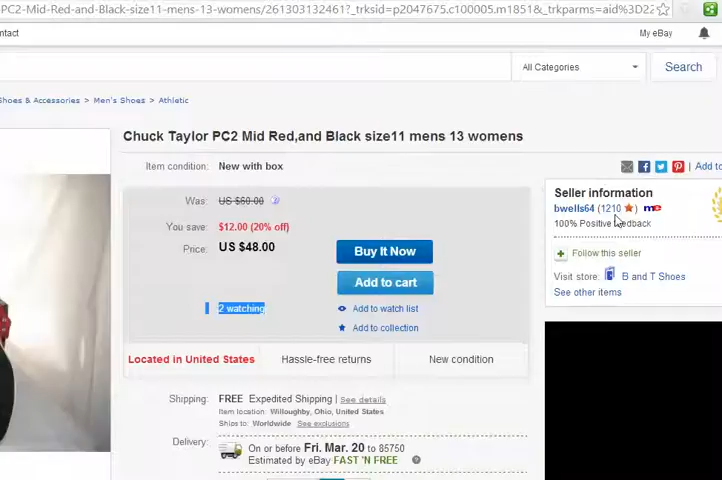 PC2-Mid-Red-and-Black-size11-mens-13-womens/261303132461?_trksid=p2047675.c100005.m1851&_trkparms=aid%3D22
ntact
My eBay
All Categories
Search
Shoes & Accessories > Men's Shoes > Athletic
Chuck Taylor PC2 Mid Red,and Black size11 mens 13 womens
Item condition: New with box
Add to
Was: US $60.00
You save: $12.00 (20% off)
Price: US $48.00
Buy It Now
Add to cart
2 watching
Add to watch list
Add to collection
Located in United States
Hassle-free returns
New condition
Shipping: FREE Expedited Shipping | See details
Item location: Willoughby, Ohio, United States
Ships to: Worldwide See exclusions
Delivery: On or before Fri. Mar. 20 to 85750
Estimated by eBay FAST 'N FREE
Seller information
bwells64 (1210 ) me
100% Positive feedback
Follow this seller
Visit store: B and T Shoes
See other items